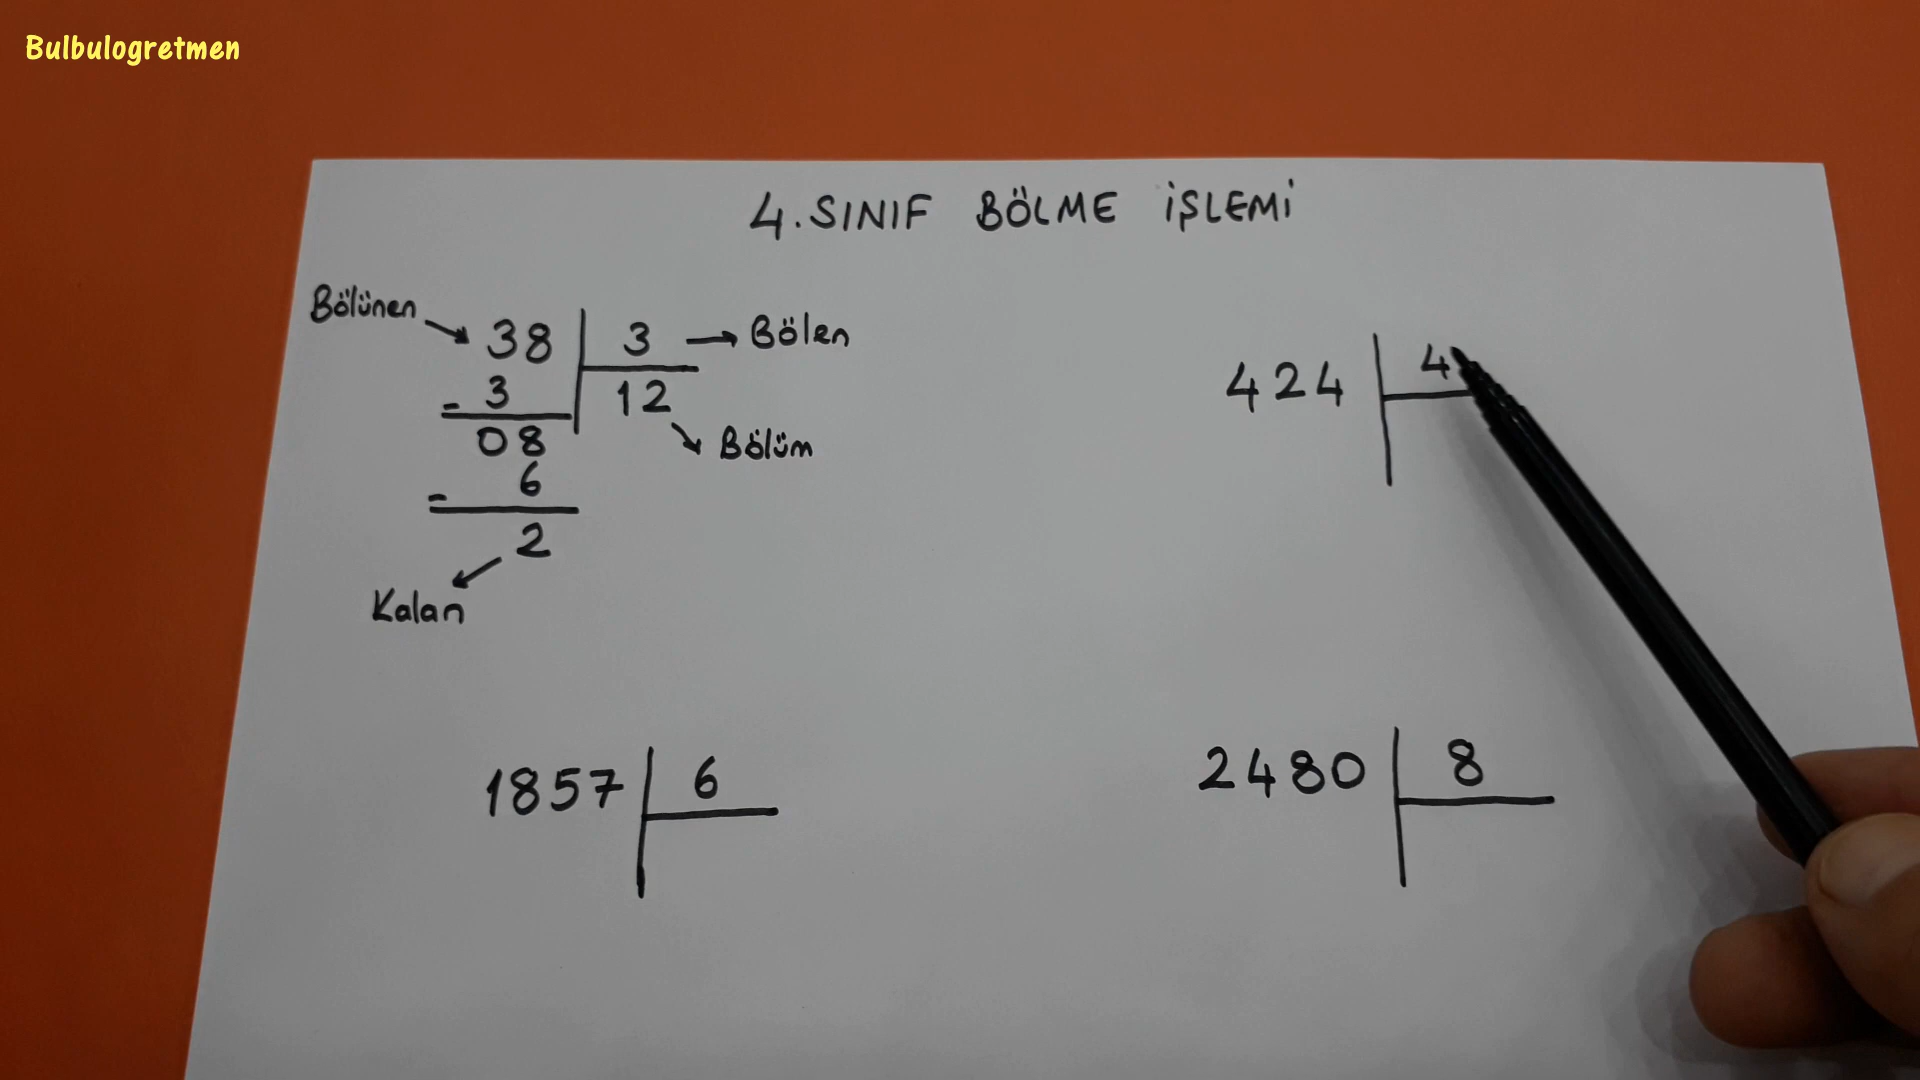 Bulbulogretmen
4. SINIF BÖLME İŞLEMİ
Bölünen
38 3 Bölen
- 3 12
08 Bölüm
- 6
2
Kalan
424 4
1857 6
2480 8